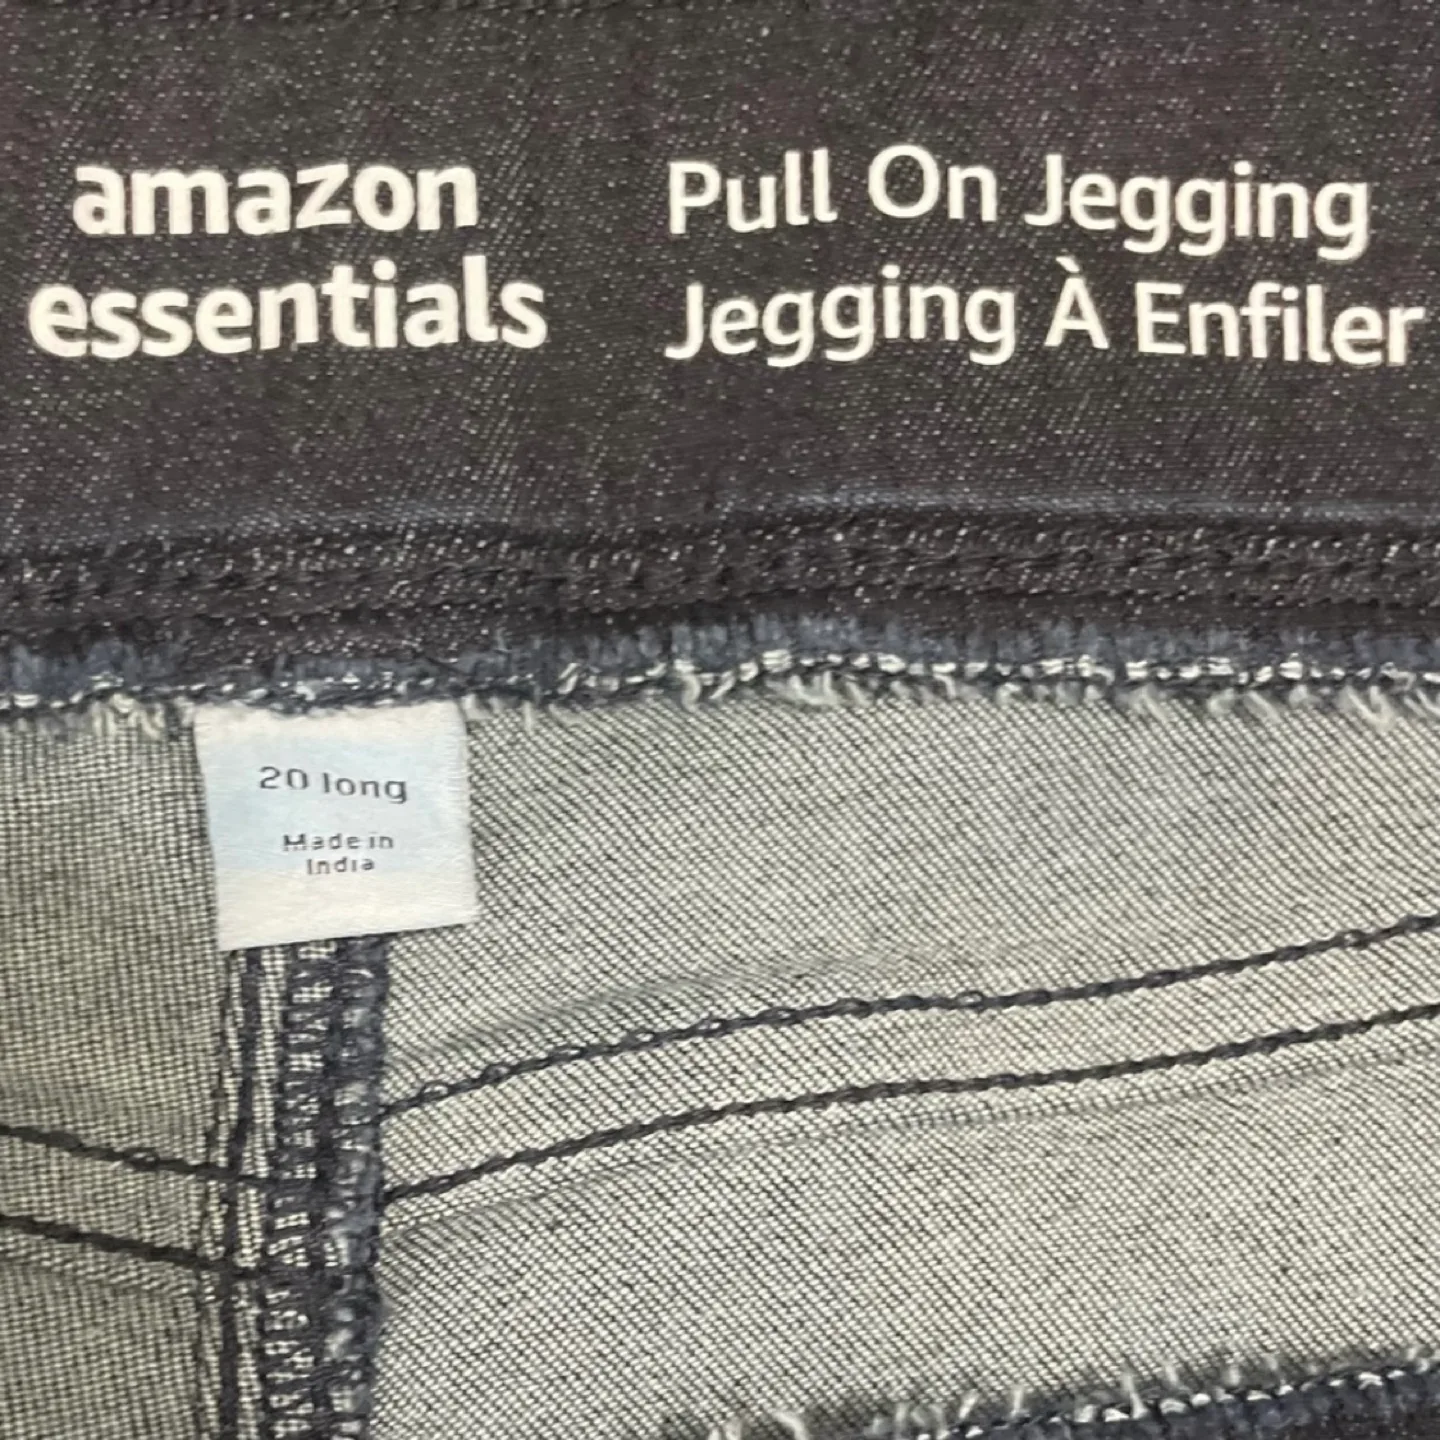 amazon
essentials
Pull On Jegging
Jegging À Enfiler
20 long
Made in
India